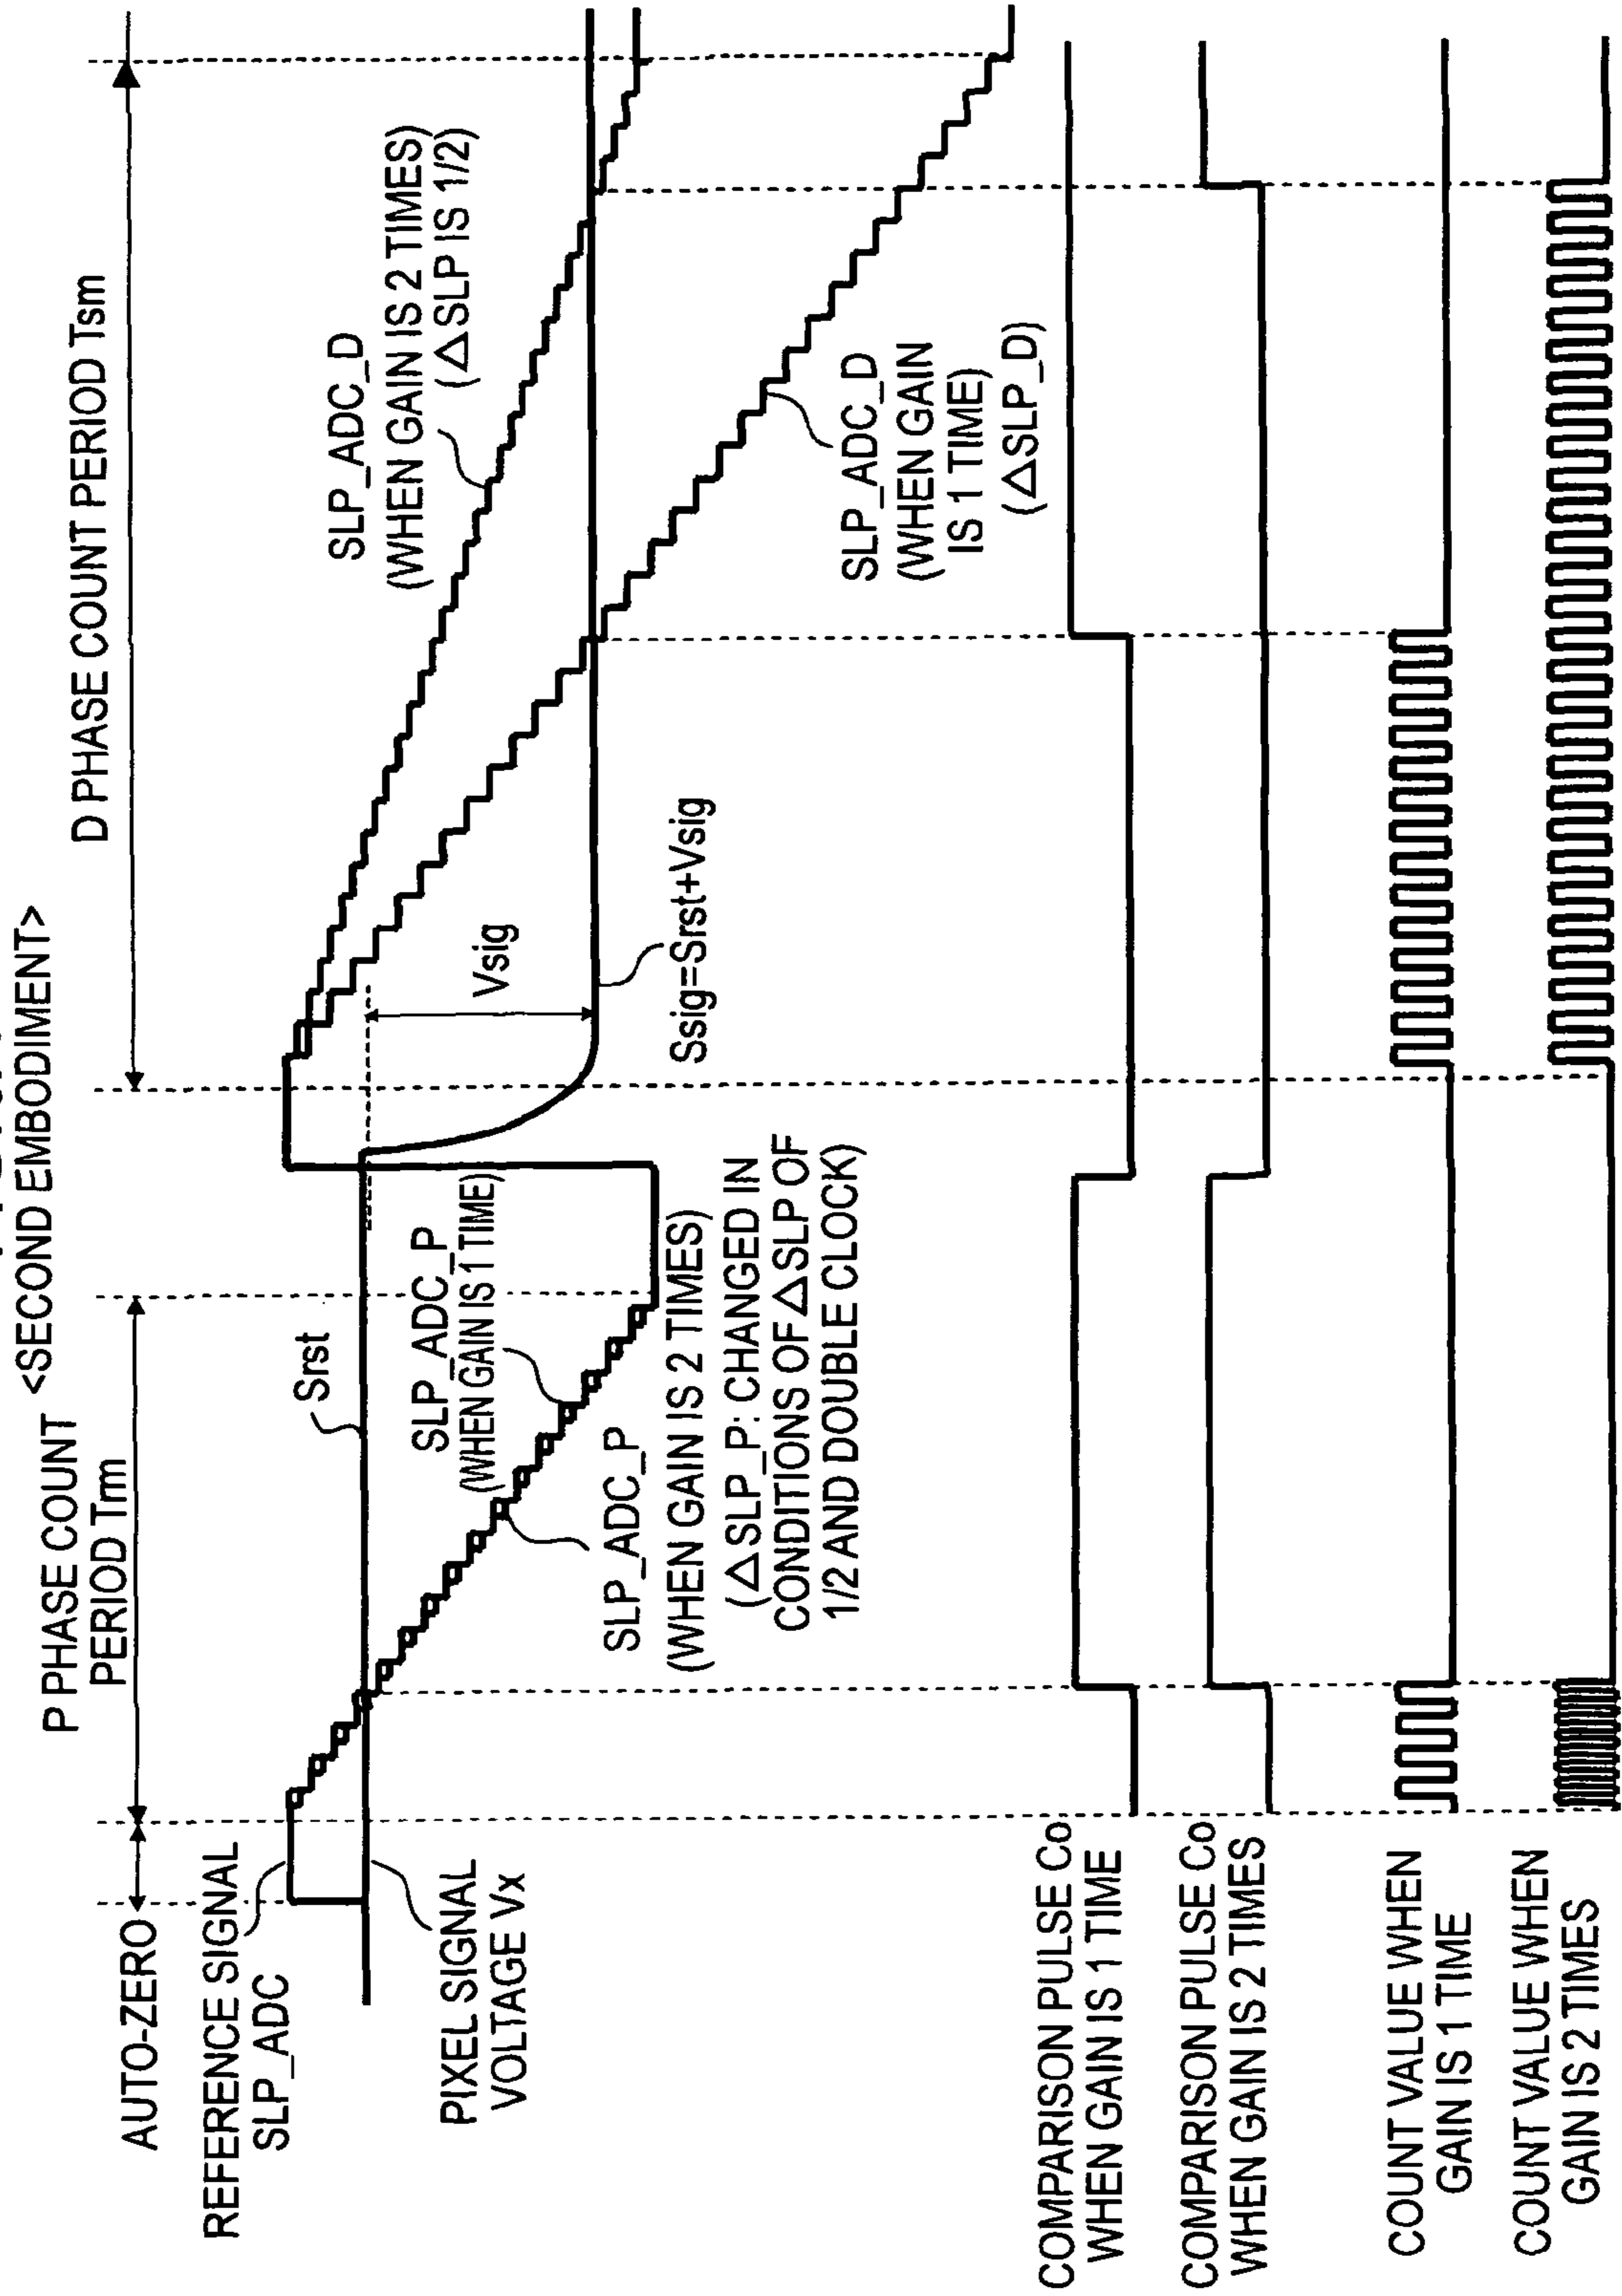 <SECOND EMBODIMENT>
P PHASE COUNT
PERIOD Trm
D PHASE COUNT PERIOD Tsm
AUTO-ZERO
REFERENCE SIGNAL
SLP_ADC
PIXEL SIGNAL
VOLTAGE Vx
Srst
SLP_ADC_P
(WHEN GAIN IS 1 TIME)
SLP_ADC_P
(WHEN GAIN IS 2 TIMES)
(△SLP_P: CHANGED IN
CONDITIONS OF △SLP OF
1/2 AND DOUBLE CLOCK)
Vsig
Ssig=Srst+Vsig
SLP_ADC_D
(WHEN GAIN IS 2 TIMES)
(△SLP IS 1/2)
SLP_ADC_D
(WHEN GAIN
IS 1 TIME)
(△SLP_D)
COMPARISON PULSE Co
WHEN GAIN IS 1 TIME
COMPARISON PULSE Co
WHEN GAIN IS 2 TIMES
COUNT VALUE WHEN
GAIN IS 1 TIME
COUNT VALUE WHEN
GAIN IS 2 TIMES